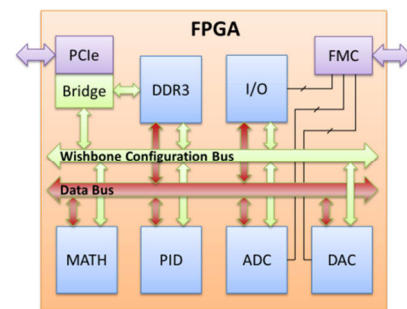 FPGA
PCIe
FMC
Bridge
DDR3
I/O
Wishbone Configuration Bus
Data Bus
MATH
PID
ADC
DAC